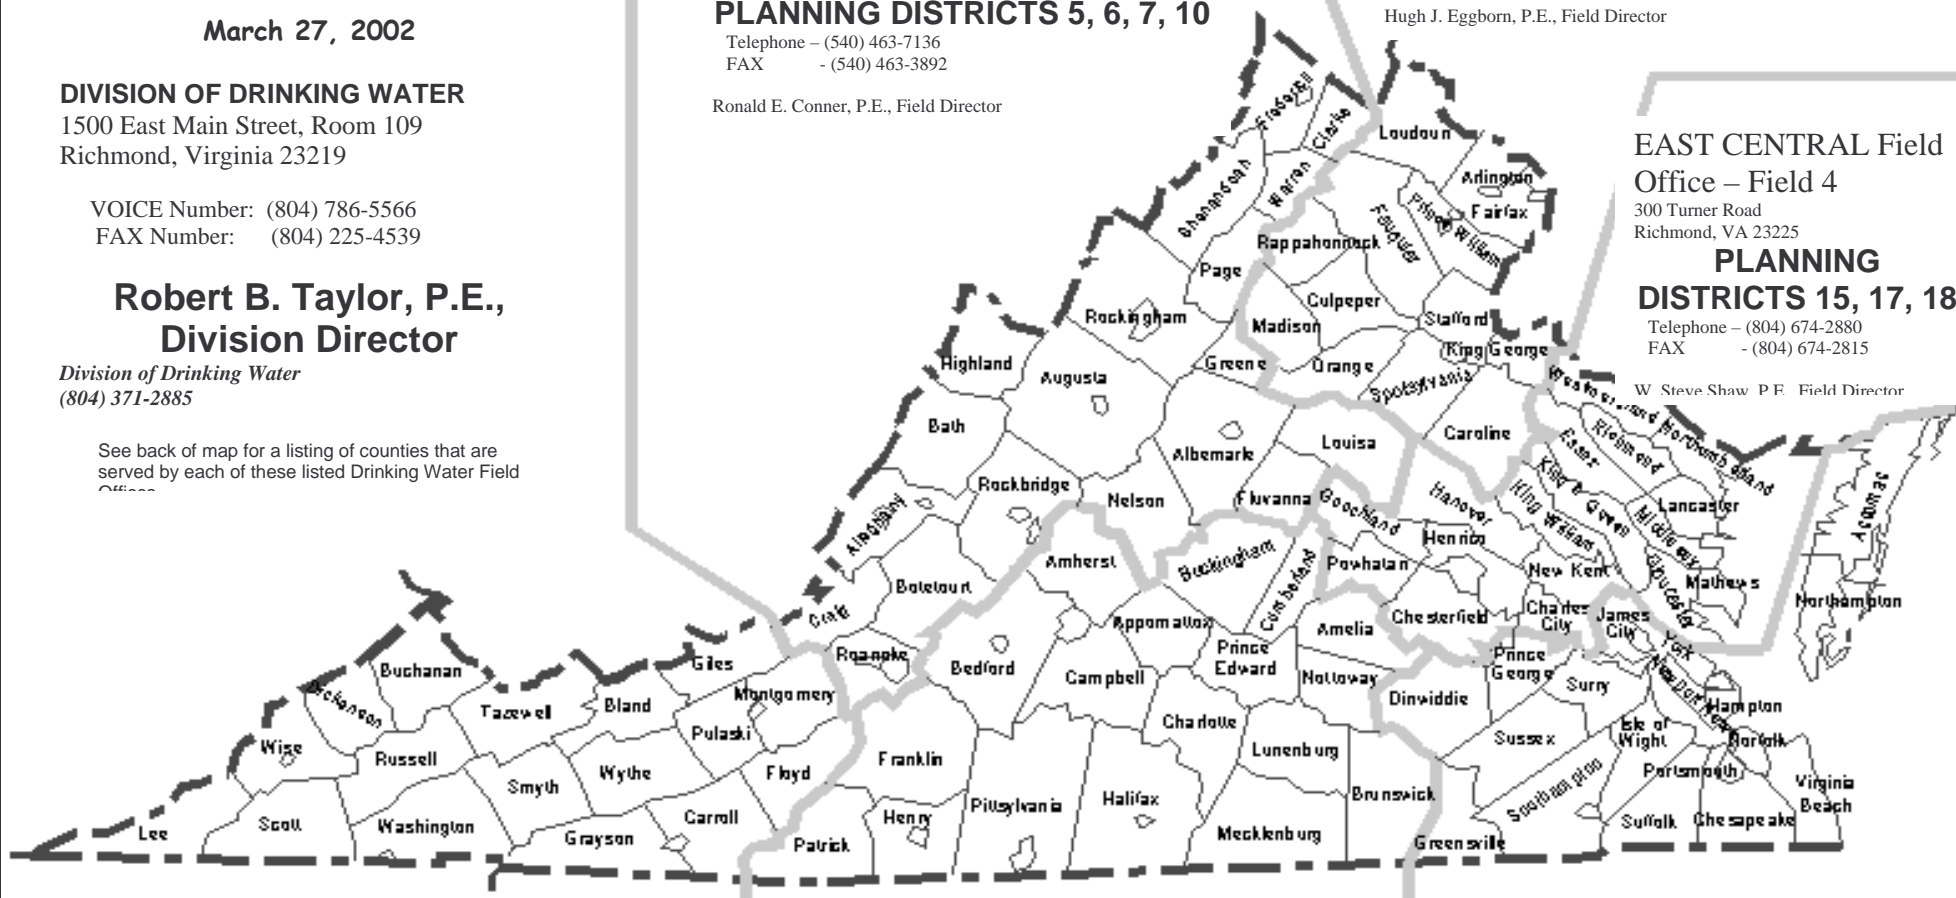 March 27, 2002
DIVISION OF DRINKING WATER
1500 East Main Street, Room 109
Richmond, Virginia 23219
VOICE Number: (804) 786-5566
FAX Number: (804) 225-4539
Robert B. Taylor, P.E.,
Division Director
Division of Drinking Water
(804) 371-2885
See back of map for a listing of counties that are
served by each of these listed Drinking Water Field
PLANNING DISTRICTS 5, 6, 7, 10
Telephone – (540) 463-7136
FAX - (540) 463-3892
Ronald E. Conner, P.E., Field Director
Hugh J. Eggborn, P.E., Field Director
EAST CENTRAL Field
Office – Field 4
300 Turner Road
Richmond, VA 23225
PLANNING
DISTRICTS 15, 17, 18
Telephone – (804) 674-2880
FAX - (804) 674-2815
W. Steve Shaw, P.E., Field Director
Frederick
Clarke
Loudoun
Shenandoah
Warren
Arlington
Fairfax
Prince William
Fauquier
Rappahonnock
Page
Culpeper
Stafford
Rockingham
Madison
King George
Highland
Greene
Orange
Spotsylvania
Augusta
Bath
Caroline
Louisa
Albemarle
Essex
Richmond
Northumberland
Rockbridge
Nelson
Fluvanna
Goochland
Hanover
King & Queen
King William
Lancaster
Middlesex
Alleghany
Henrico
Amherst
Buckingham
Cumberland
Powhatan
New Kent
Gloucester
Mathews
Botetourt
Northampton
Craig
Appomattox
Amelia
Chesterfield
Charles
City
James
City
York
Roanoke
Bedford
Campbell
Prince
Edward
Nottoway
Prince
George
Surry
Newport News
Hampton
Giles
Buchanan
Dickenson
Montgomery
Dinwiddie
Tazewell
Bland
Pulaski
Charlotte
Isle of
Wight
Norfolk
Wise
Russell
Smyth
Wythe
Floyd
Franklin
Lunenburg
Sussex
Southampton
Portsmouth
Virginia
Beach
Lee
Scott
Washington
Grayson
Carroll
Patrick
Henry
Pittsylvania
Halifax
Mecklenburg
Brunswick
Greensville
Suffolk
Chesapeake